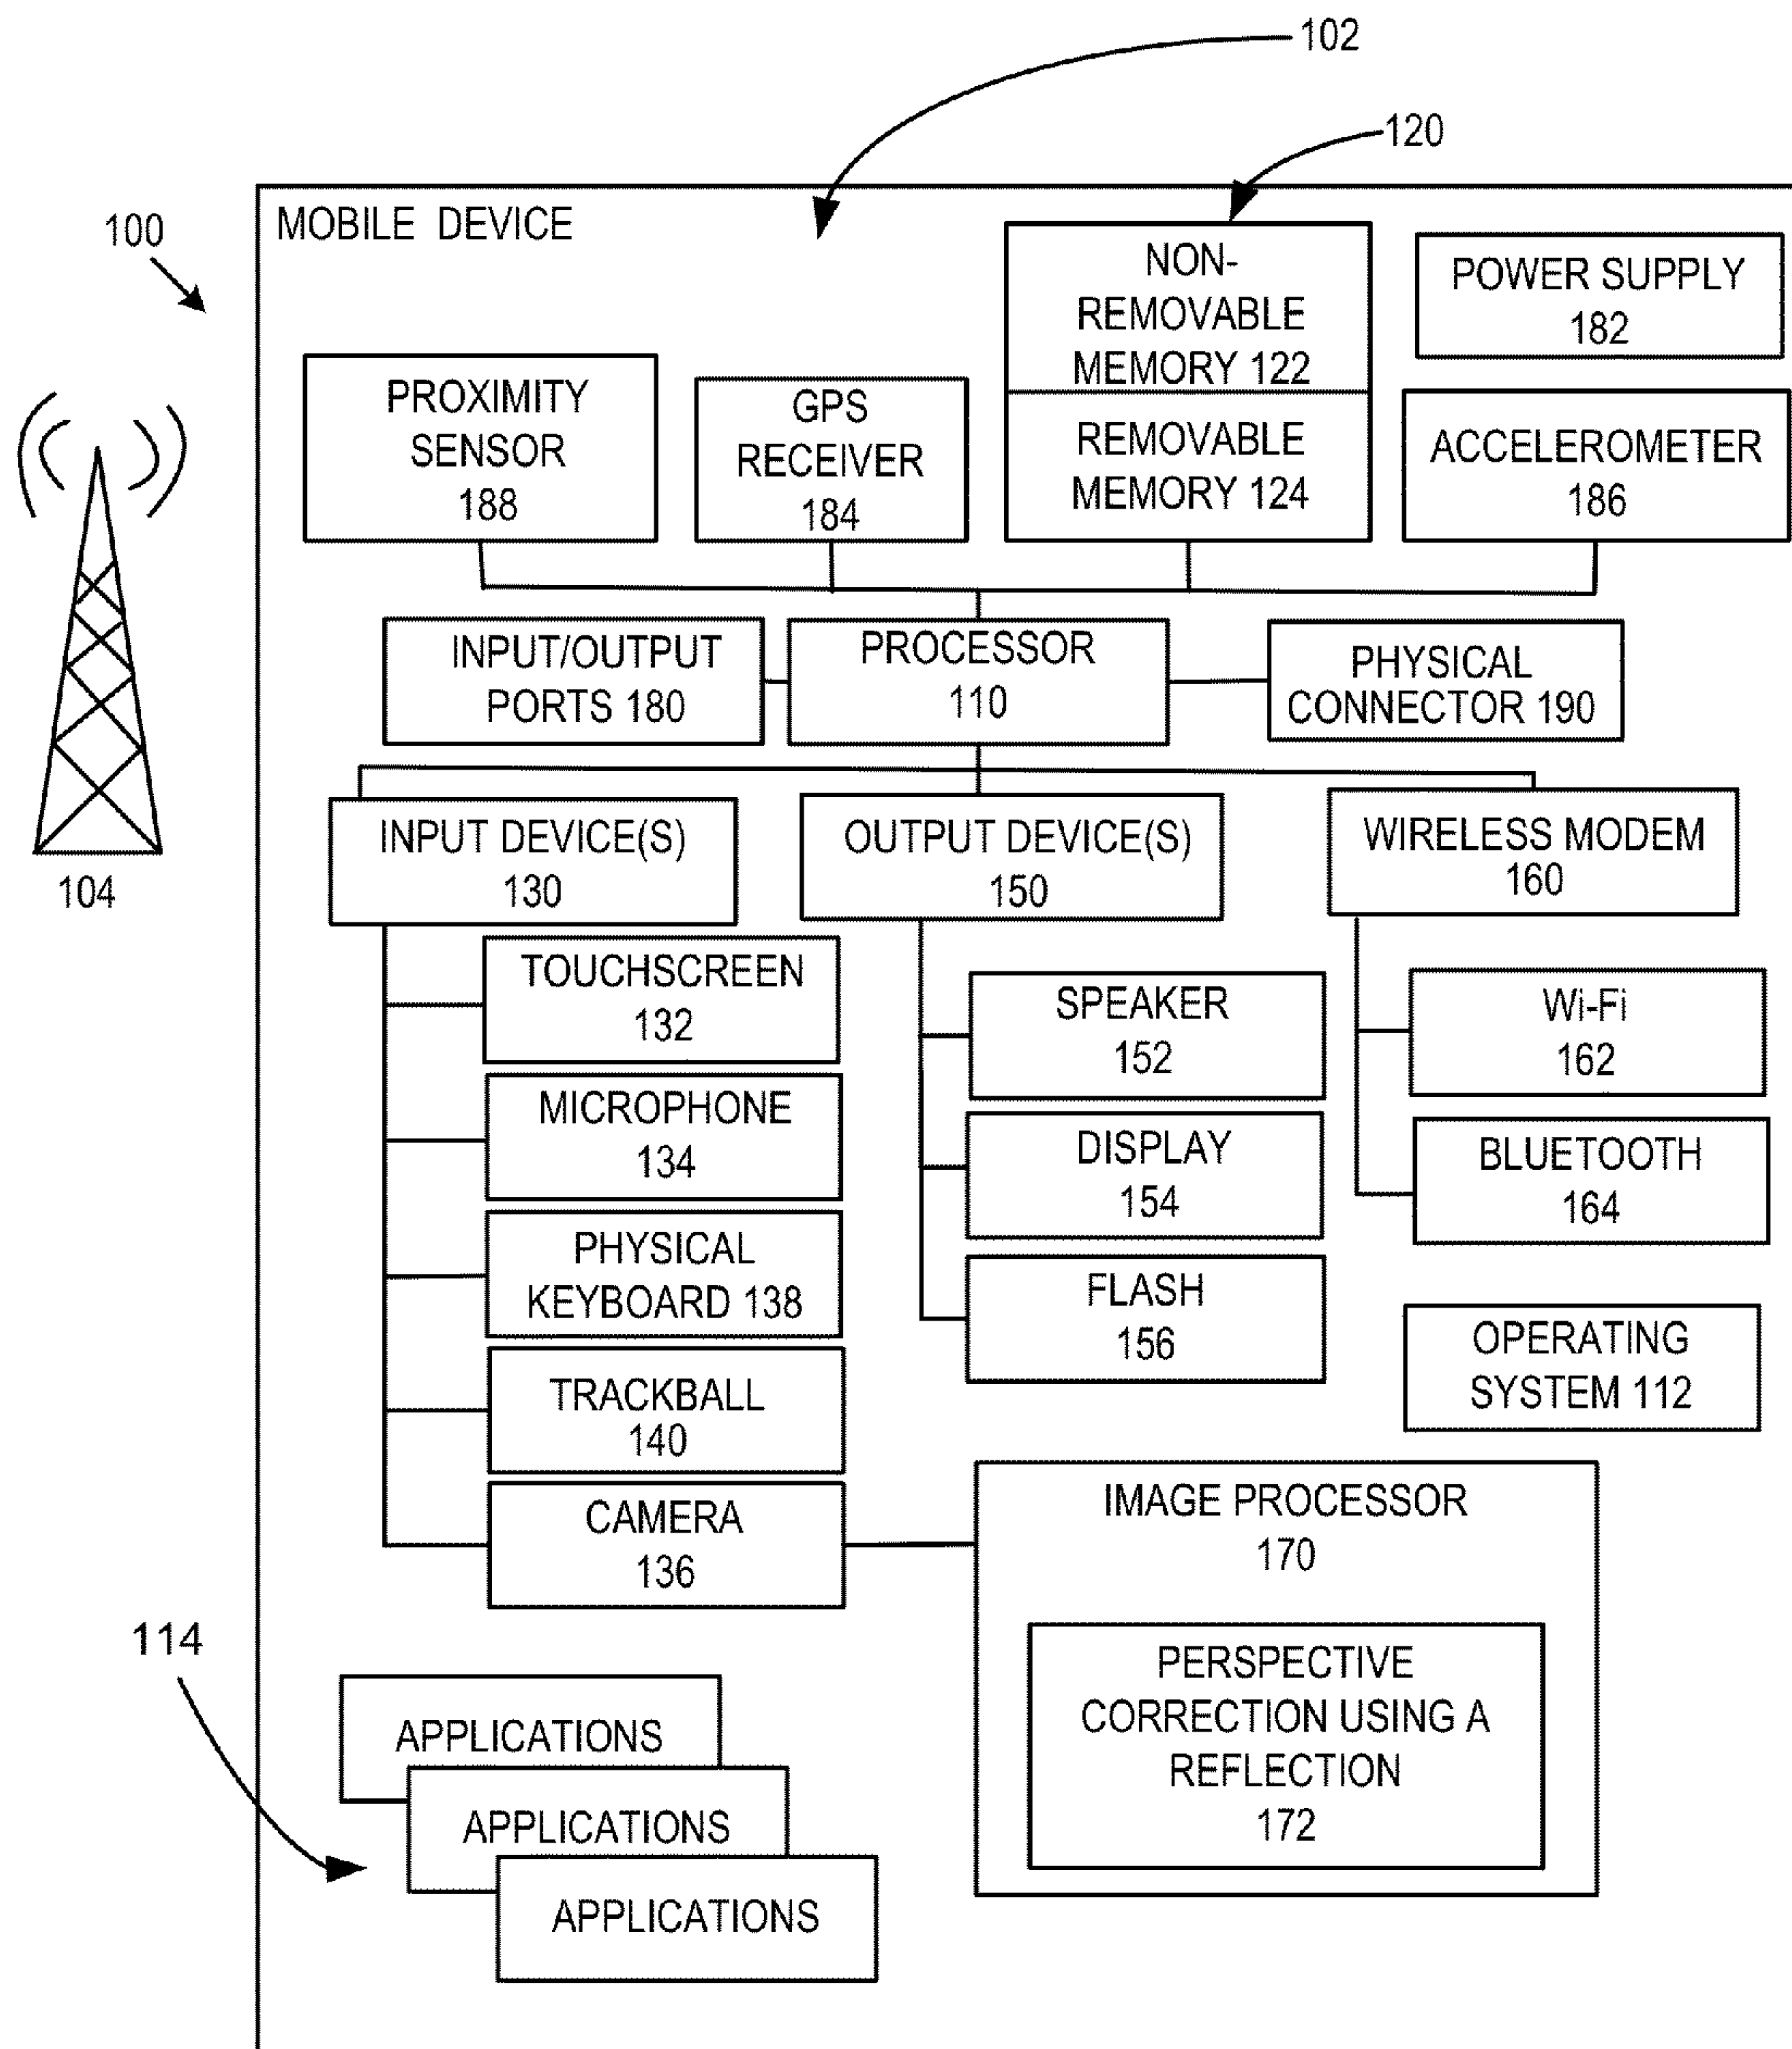 102
120
100
MOBILE DEVICE
NON-
REMOVABLE
MEMORY 122
POWER SUPPLY
182
PROXIMITY
SENSOR
188
GPS
RECEIVER
184
REMOVABLE
MEMORY 124
ACCELEROMETER
186
INPUT/OUTPUT
PORTS 180
PROCESSOR
110
PHYSICAL
CONNECTOR 190
104
INPUT DEVICE(S)
130
OUTPUT DEVICE(S)
150
WIRELESS MODEM
160
TOUCHSCREEN
132
MICROPHONE
134
PHYSICAL
KEYBOARD 138
TRACKBALL
140
CAMERA
136
SPEAKER
152
DISPLAY
154
FLASH
156
Wi-Fi
162
BLUETOOTH
164
OPERATING
SYSTEM 112
IMAGE PROCESSOR
170
PERSPECTIVE
CORRECTION USING A
REFLECTION
172
114
APPLICATIONS
APPLICATIONS
APPLICATIONS